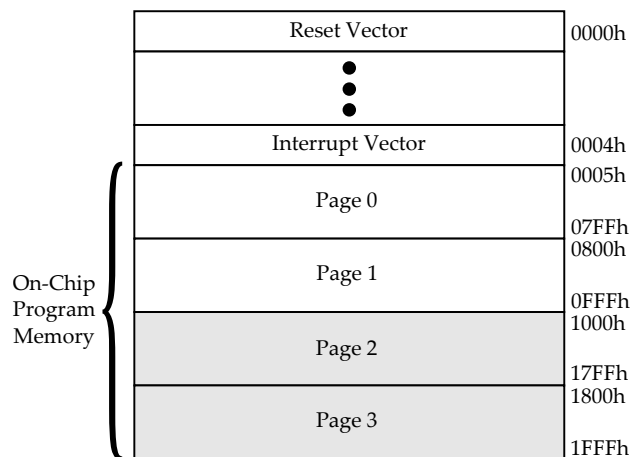 Reset Vector
0000h
Interrupt Vector
0004h
0005h
Page 0
07FFh
0800h
Page 1
0FFFh
On-Chip
Program
Memory
1000h
Page 2
17FFh
1800h
Page 3
1FFFh